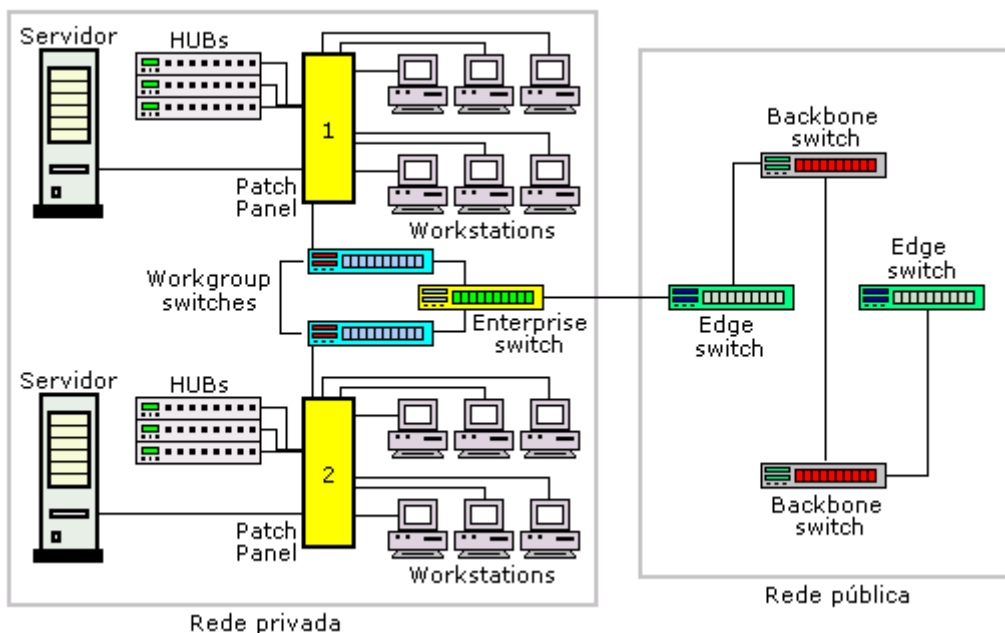 Servidor
HUBs
1
Patch
Panel
Workstations
Workgroup
switches
Enterprise
switch
Servidor
HUBs
2
Patch
Panel
Workstations
Rede privada
Backbone
switch
Edge
switch
Edge
switch
Backbone
switch
Rede pública